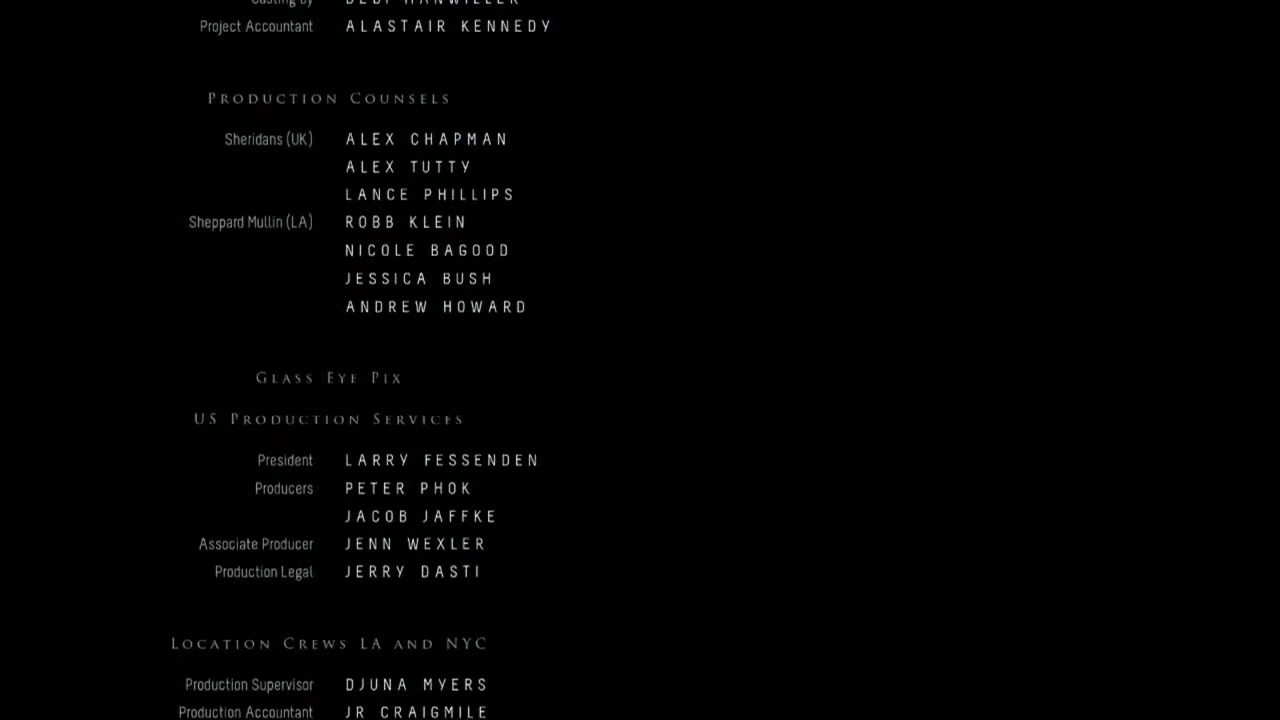 Project Accountant ALASTAIR KENNEDY
PRODUCTION COUNSELS
Sheridans (UK) ALEX CHAPMAN
ALEX TUTTY
LANCE PHILLIPS
Sheppard Mullin (LA) ROBB KLEIN
NICOLE BAGOOD
JESSICA BUSH
ANDREW HOWARD
GLASS EYE PIX
US PRODUCTION SERVICES
President LARRY FESSENDEN
Producers PETER PHOK
JACOB JAFFKE
Associate Producer JENN WEXLER
Production Legal JERRY DASTI
LOCATION CREWS LA AND NYC
Production Supervisor DJUNA MYERS
Production Accountant JR CRAIGMILE